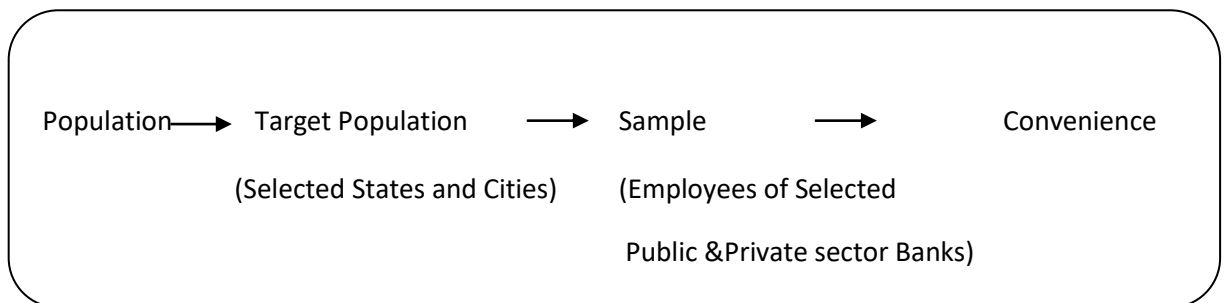 Population Target Population Sample Convenience
(Selected States and Cities) (Employees of Selected
Public &Private sector Banks)